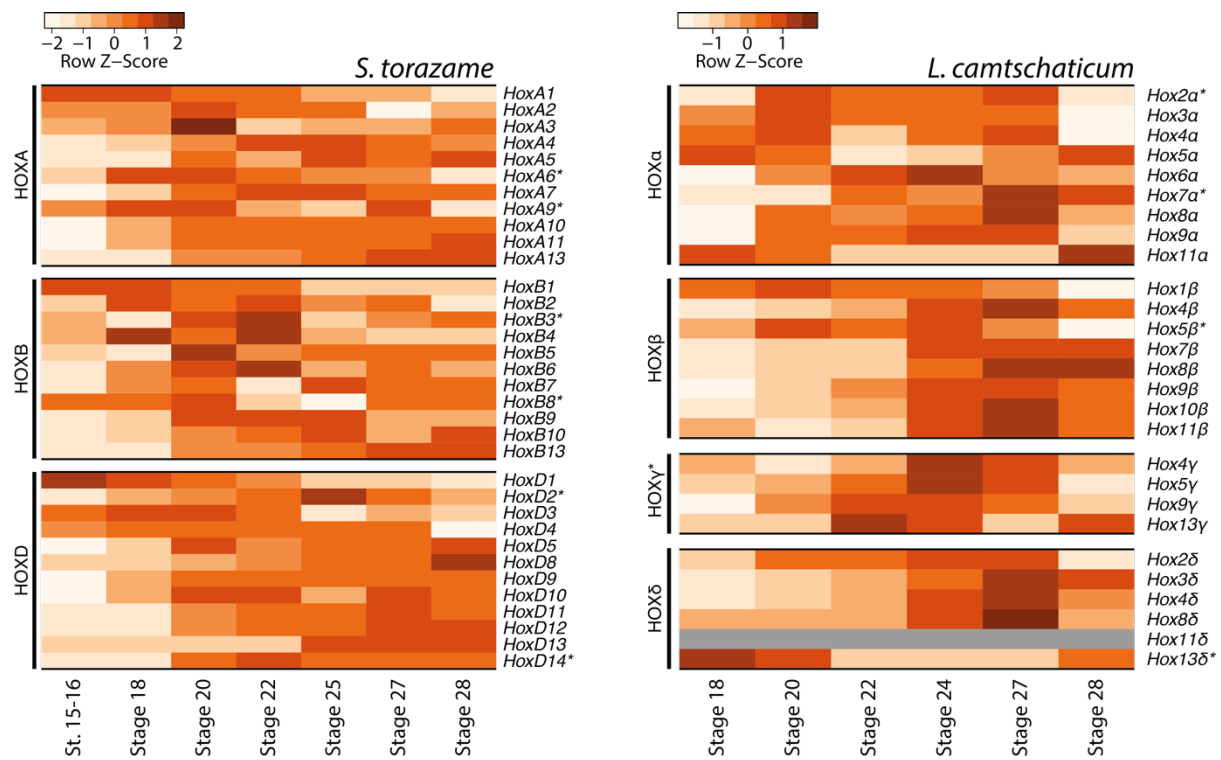 −2 −1 0 1 2
Row Z−Score
S. torazame
HOXA
HoxA1
HoxA2
HoxA3
HoxA4
HoxA5
HoxA6*
HoxA7
HoxA9*
HoxA10
HoxA11
HoxA13
HOXB
HoxB1
HoxB2
HoxB3*
HoxB4
HoxB5
HoxB6
HoxB7
HoxB8*
HoxB9
HoxB10
HoxB13
HOXD
HoxD1
HoxD2*
HoxD3
HoxD4
HoxD5
HoxD8
HoxD9
HoxD10
HoxD11
HoxD12
HoxD13
HoxD14*
St. 15-16
Stage 18
Stage 20
Stage 22
Stage 25
Stage 27
Stage 28
−1 0 1
Row Z−Score
L. camtschaticum
HOXα
Hox2α*
Hox3α
Hox4α
Hox5α
Hox6α
Hox7α*
Hox8α
Hox9α
Hox11α
HOXβ
Hox1β
Hox4β
Hox5β*
Hox7β
Hox8β
Hox9β
Hox10β
Hox11β
HOXγ*
Hox4γ
Hox5γ
Hox9γ
Hox13γ
HOXδ
Hox2δ
Hox3δ
Hox4δ
Hox8δ
Hox11δ
Hox13δ*
Stage 18
Stage 20
Stage 22
Stage 24
Stage 27
Stage 28